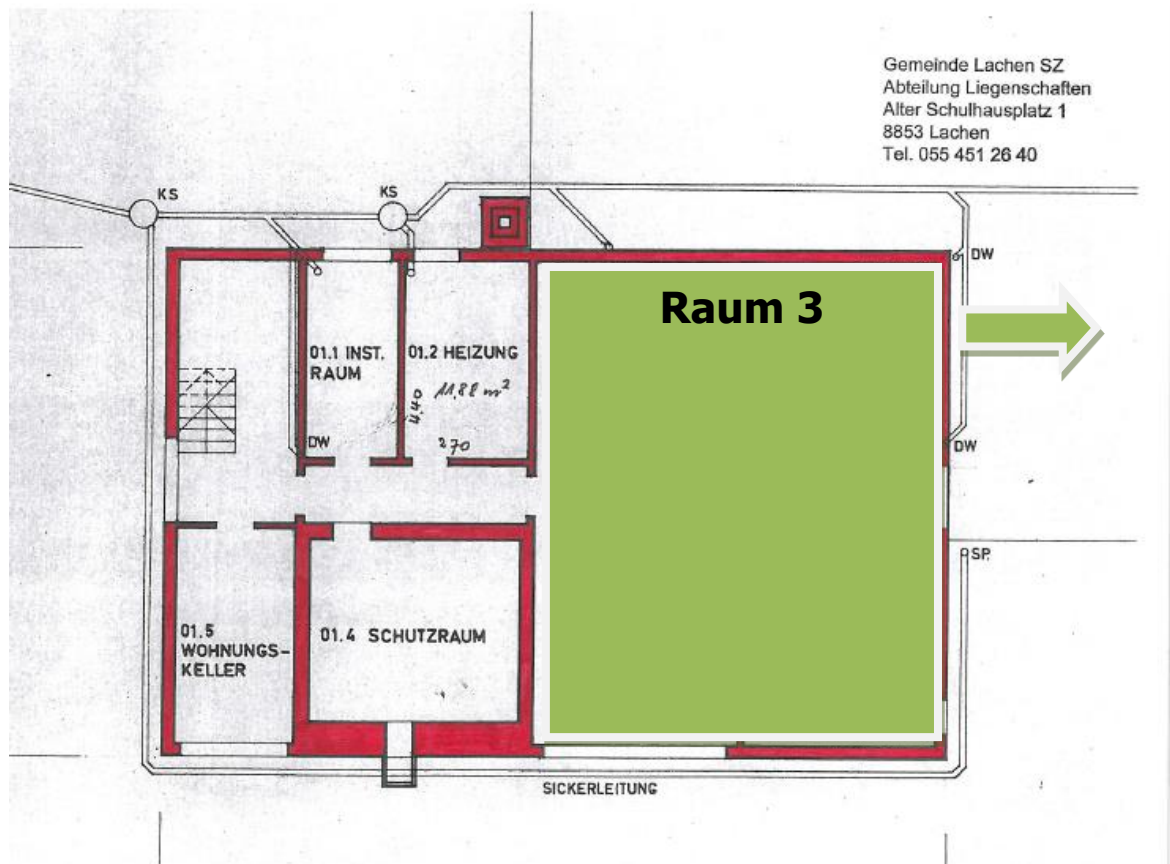 Gemeinde Lachen SZ
Abteilung Liegenschaften
Alter Schulhausplatz 1
8853 Lachen
Tel. 055 451 26 40
KS
KS
DW
Raum 3
01.1 INST.
RAUM
01.2 HEIZUNG
11,88 m²
4.40
270
DW
DW
SP.
01.5
WOHNUNGS-
KELLER
01.4 SCHUTZRAUM
SICKERLEITUNG